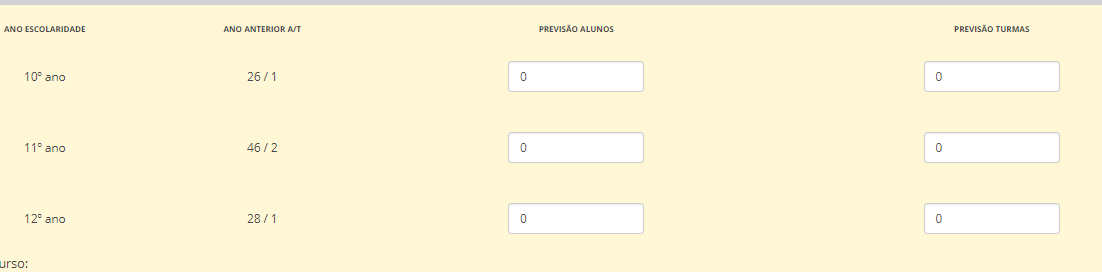 ANO ESCOLARIDADE ANO ANTERIOR A/T PREVISÃO ALUNOS PREVISÃO TURMAS
10º ano 26 / 1 0 0
11º ano 46 / 2 0 0
12º ano 28 / 1 0 0
urso: